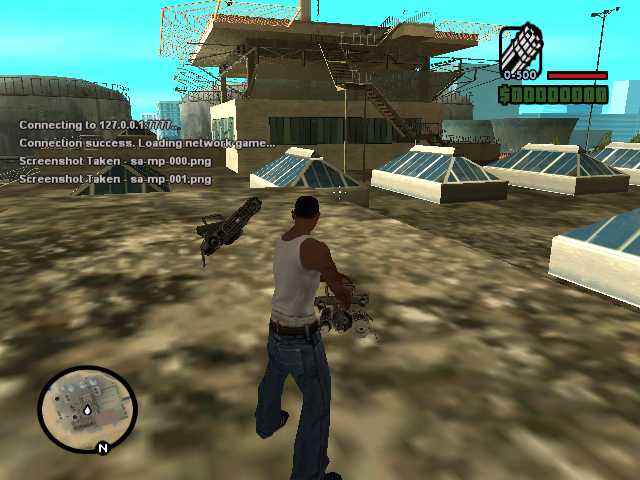 0-500
$00000000
Connecting to 127.0.0.1:7777...
Connection success. Loading network game...
Screenshot Taken - sa-mp-000.png
Screenshot Taken - sa-mp-001.png
N